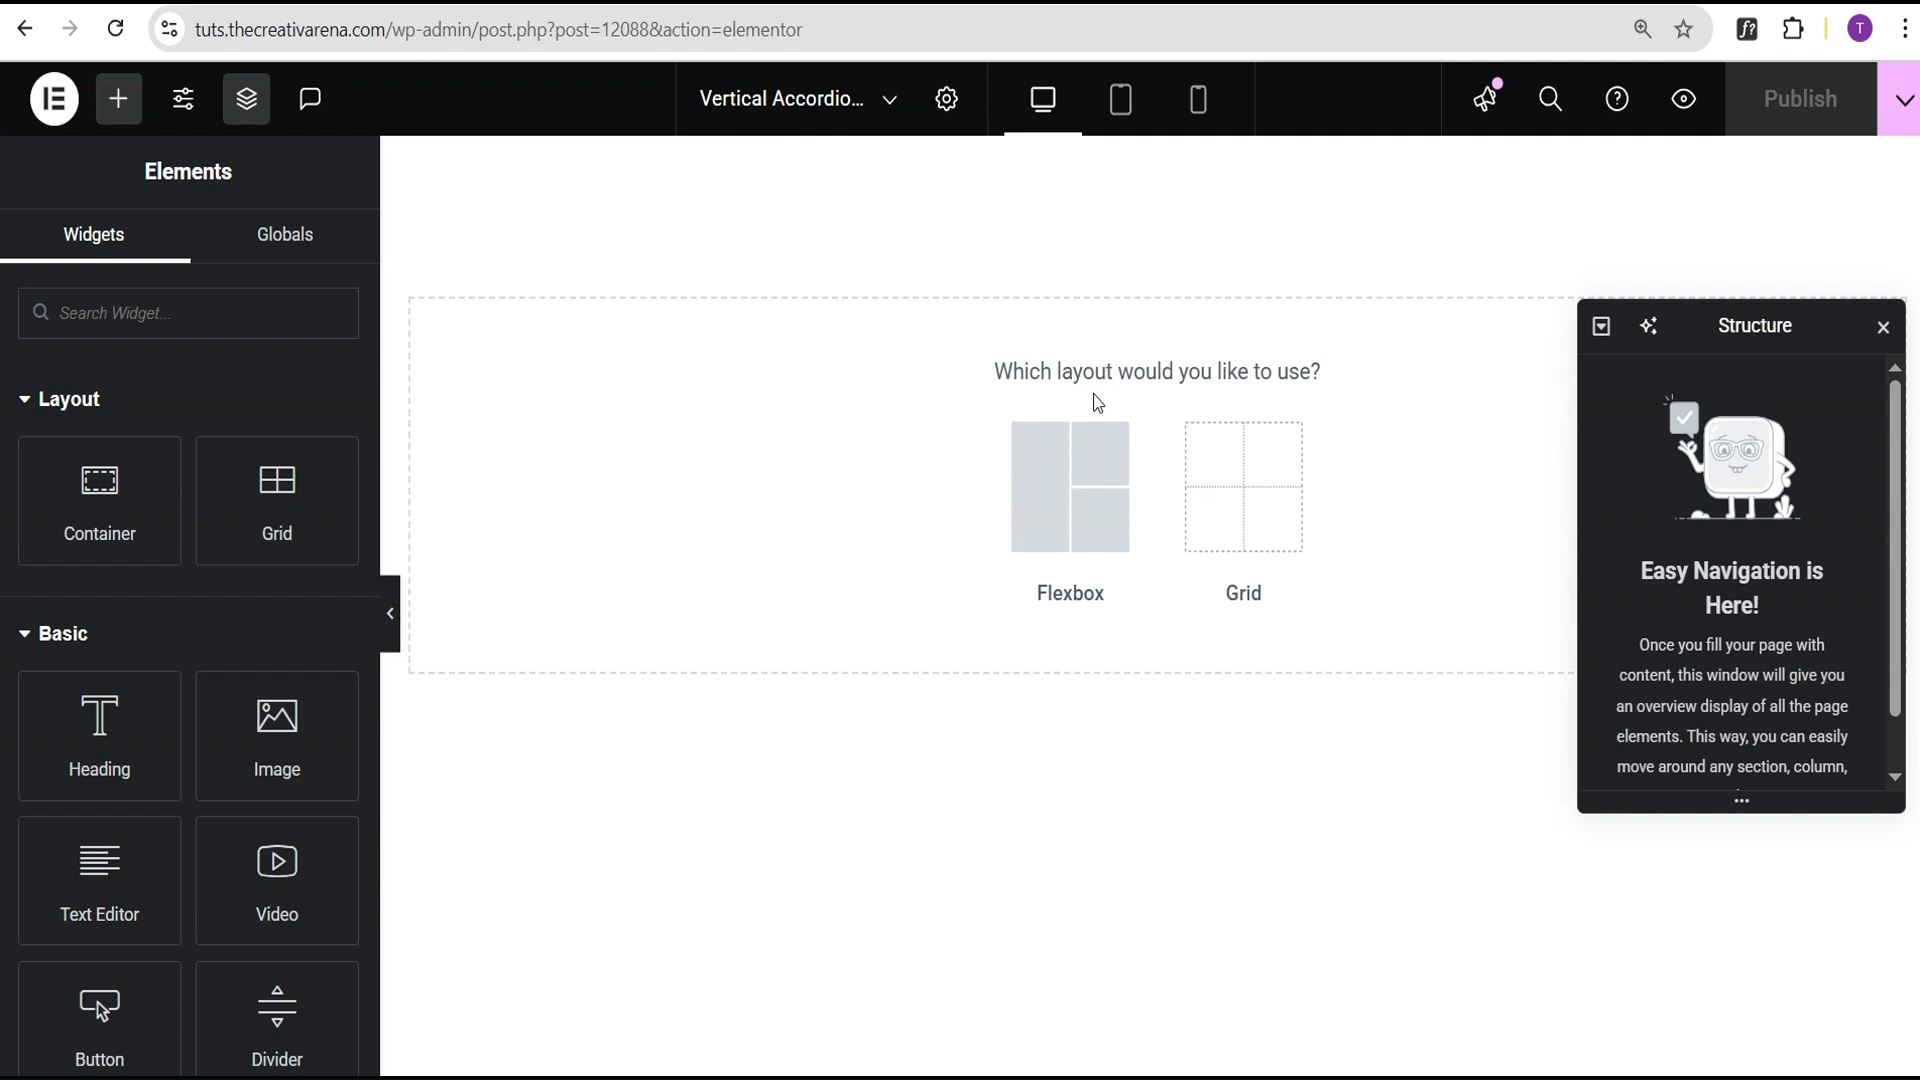 tuts.thecreativarena.com/wp-admin/post.php?post=12088&action=elementor
T
Vertical Accordio...
Publish
Elements
Widgets
Globals
Search Widget...
Layout
Container
Grid
Basic
Heading
Image
Text Editor
Video
Button
Divider
Which layout would you like to use?
Flexbox
Grid
Structure
Easy Navigation is
Here!
Once you fill your page with
content, this window will give you
an overview display of all the page
elements. This way, you can easily
move around any section, column,